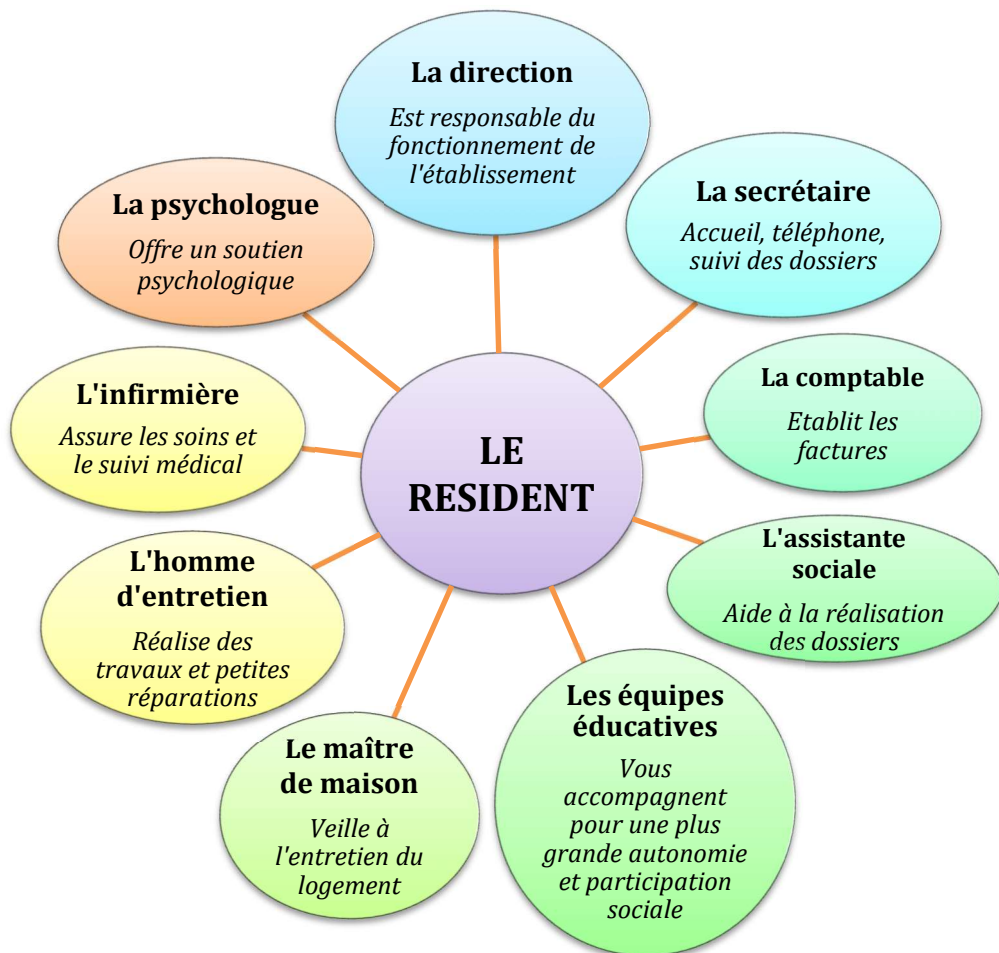 La direction
Est responsable du
fonctionnement de
l'établissement
La secrétaire
Accueil, téléphone,
suivi des dossiers
La comptable
Etablit les
factures
L'assistante
sociale
Aide à la réalisation
des dossiers
Les équipes
éducatives
Vous
accompagnent
pour une plus
grande autonomie
et participation
sociale
Le maître
de maison
Veille à
l'entretien du
logement
L'homme
d'entretien
Réalise des
travaux et petites
réparations
L'infirmière
Assure les soins et
le suivi médical
La psychologue
Offre un soutien
psychologique
LE
RESIDENT